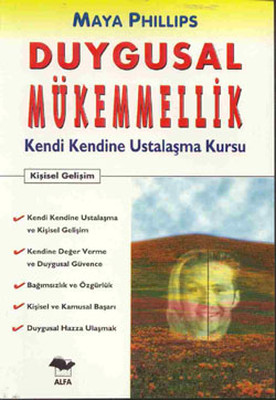 MAYA PHILLIPS
DUYGUSAL
MÜKEMMELLİK
Kendi Kendine Ustalaşma Kursu
Kişisel Gelişim
Kendi Kendine Ustalaşma
ve Kişisel Gelişim
Kendine Değer Verme
ve Duygusal Güvence
Bağımsızlık ve Özgürlük
Kişisel ve Kamusal Başarı
Duygusal Hazza Ulaşmak
ALFA